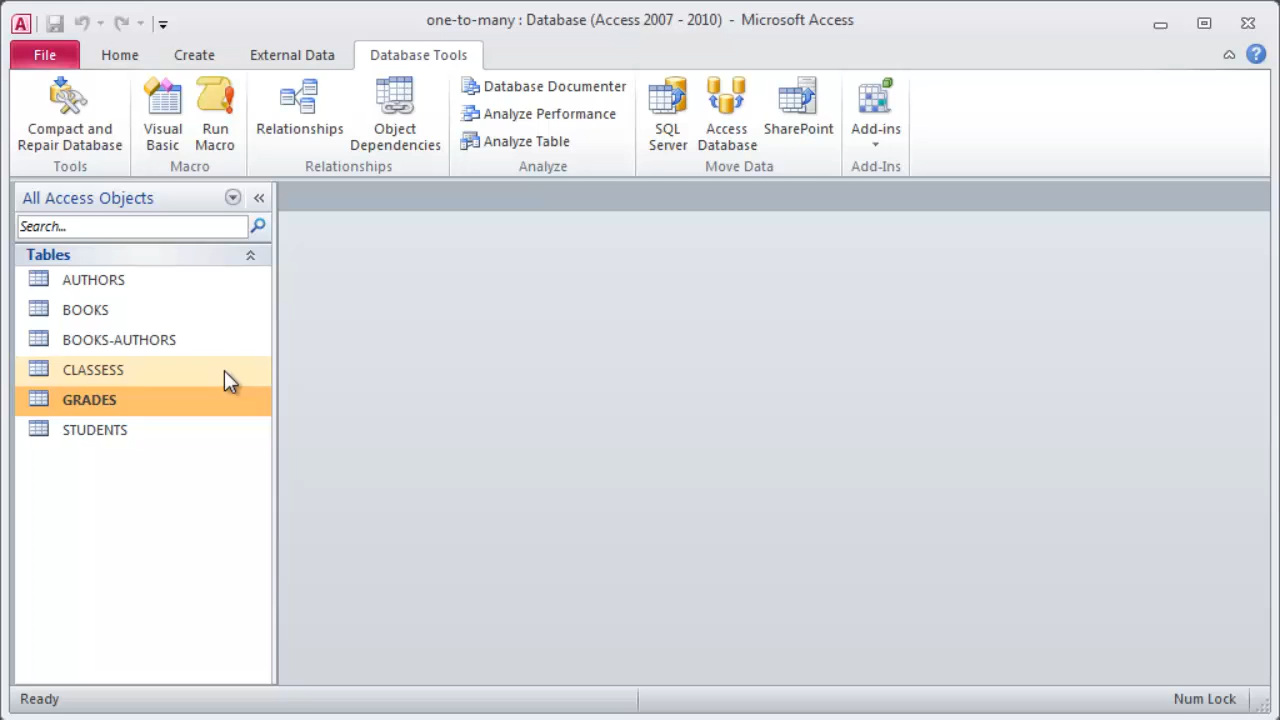 one-to-many : Database (Access 2007 - 2010) - Microsoft Access
File Home Create External Data Database Tools
Compact and Repair Database
Visual Basic
Run Macro
Relationships
Object Dependencies
Database Documenter
Analyze Performance
Analyze Table
SQL Server
Access Database
SharePoint
Add-ins
Tools Macro Relationships Analyze Move Data Add-Ins
All Access Objects
Search...
Tables
AUTHORS
BOOKS
BOOKS-AUTHORS
CLASSESS
GRADES
STUDENTS
Ready Num Lock